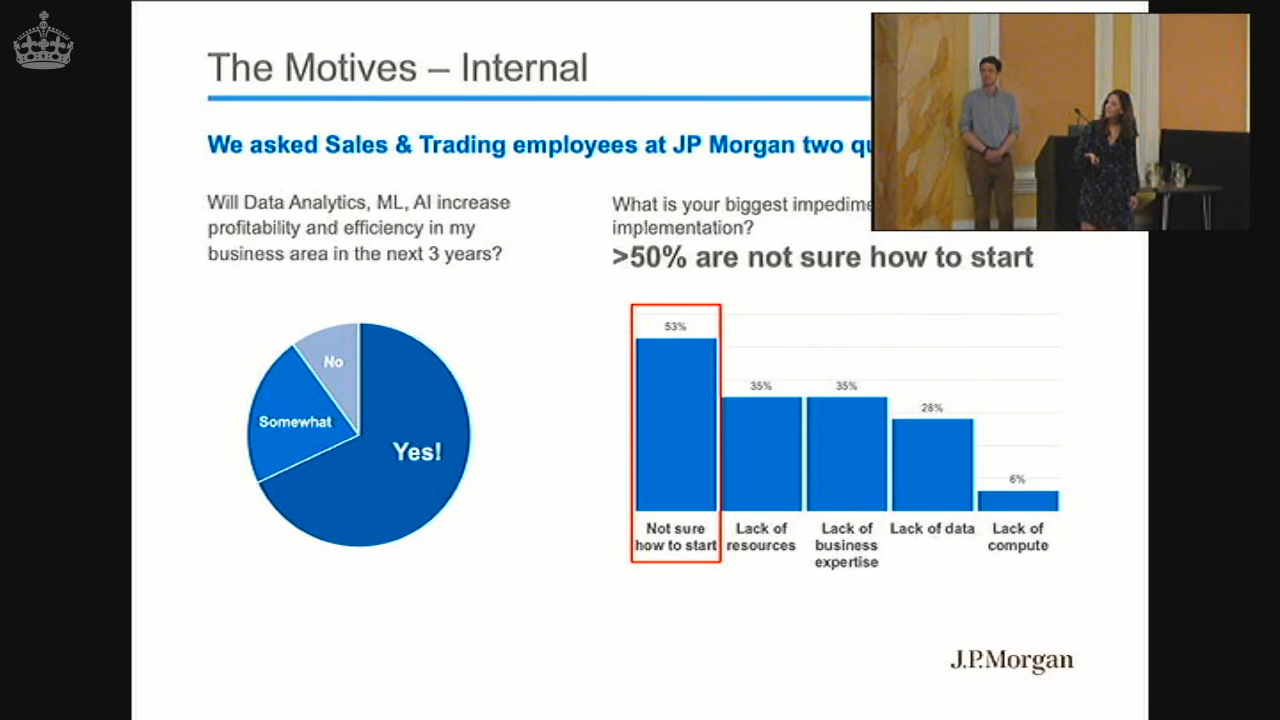 The Motives – Internal
We asked Sales & Trading employees at JP Morgan two
Will Data Analytics, ML, AI increase
profitability and efficiency in my
business area in the next 3 years?
What is your biggest
implementation?
>50% are not sure how to start
No
Somewhat
Yes!
53%
35%
35%
28%
6%
Not sure
how to start
Lack of
resources
Lack of
business
expertise
Lack of data
Lack of
compute
J.P.Morgan